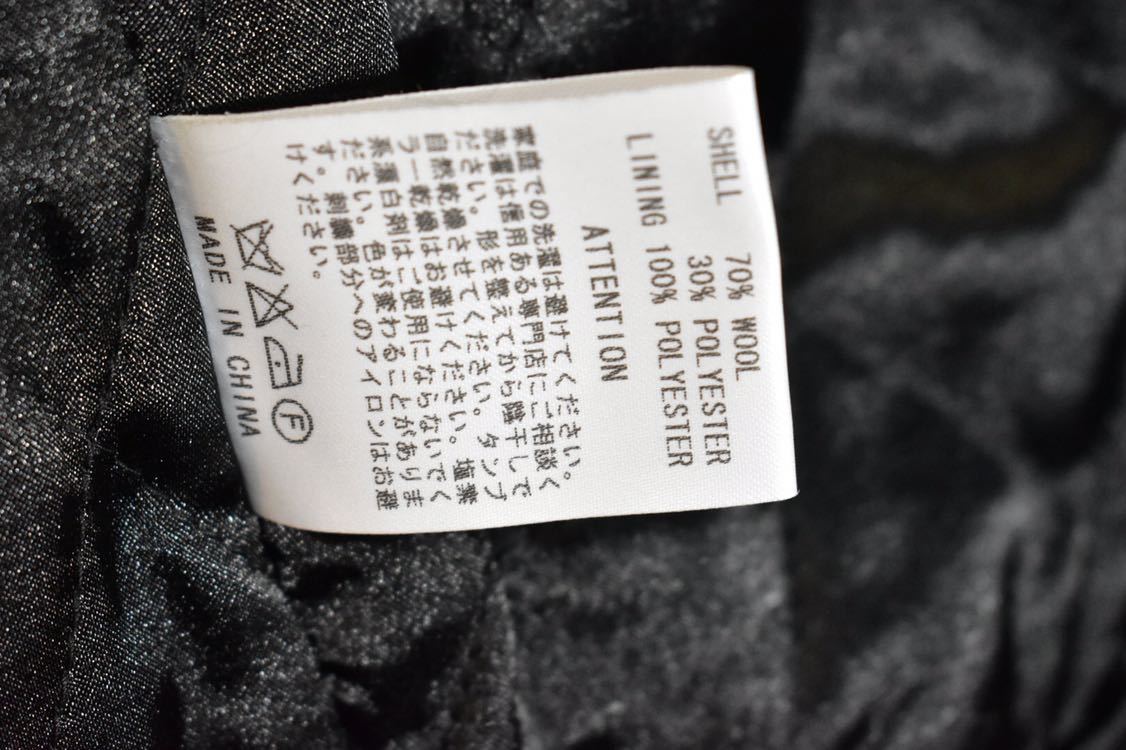 SHELL 70% WOOL
30% POLYESTER
LINING 100% POLYESTER
ATTENTION
家庭での洗濯は避けてください。
洗濯は信用ある専門店にご相談く
ださい。 形を整えてから陰干しで
自然乾燥させてください。タンブ
ラー乾燥はお避けください。 塩素
系漂白剤はご使用にならないでく
ださい。 色が変わることがありま
す。 刺繍部分へのアイロンはお避
けください。
F
MADE IN CHINA